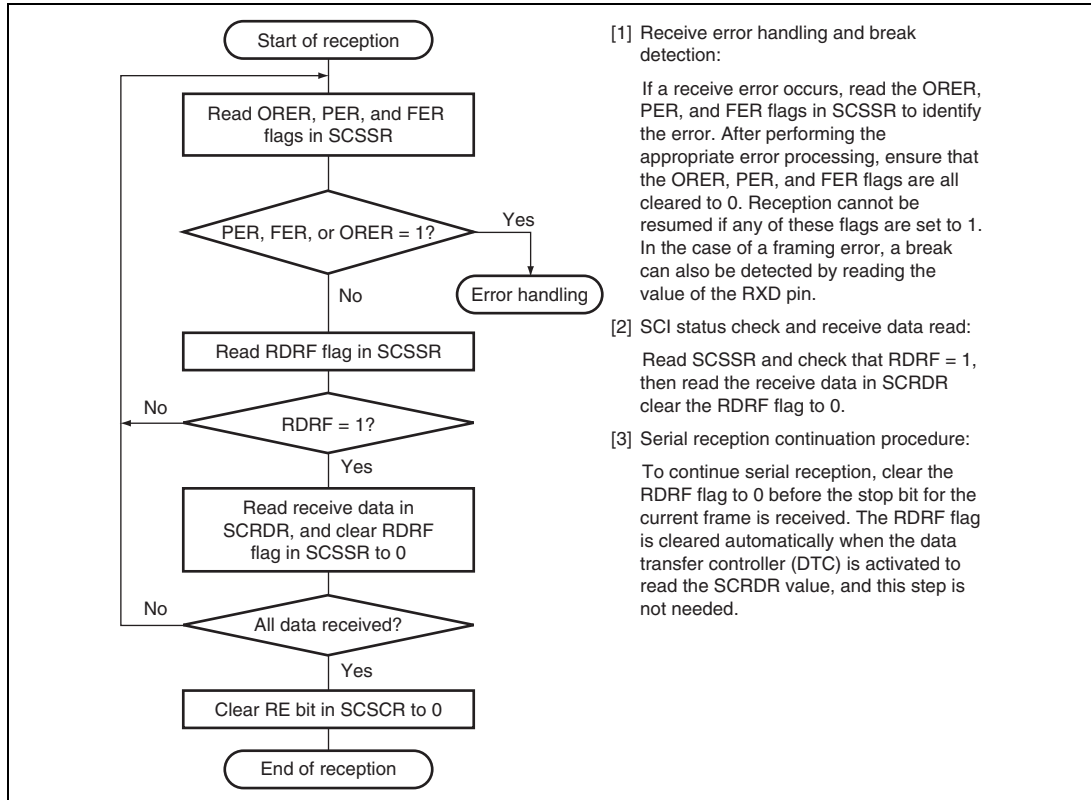 Start of reception
Read ORER, PER, and FER
flags in SCSSR
PER, FER, or ORER = 1?
Yes
Error handling
No
Read RDRF flag in SCSSR
No
RDRF = 1?
Yes
Read receive data in
SCRDR, and clear RDRF
flag in SCSSR to 0
No
All data received?
Yes
Clear RE bit in SCSCR to 0
End of reception
[1] Receive error handling and break
detection:
If a receive error occurs, read the ORER,
PER, and FER flags in SCSSR to identify
the error. After performing the
appropriate error processing, ensure that
the ORER, PER, and FER flags are all
cleared to 0. Reception cannot be
resumed if any of these flags are set to 1.
In the case of a framing error, a break
can also be detected by reading the
value of the RXD pin.
[2] SCI status check and receive data read:
Read SCSSR and check that RDRF = 1,
then read the receive data in SCRDR
clear the RDRF flag to 0.
[3] Serial reception continuation procedure:
To continue serial reception, clear the
RDRF flag to 0 before the stop bit for the
current frame is received. The RDRF flag
is cleared automatically when the data
transfer controller (DTC) is activated to
read the SCRDR value, and this step is
not needed.